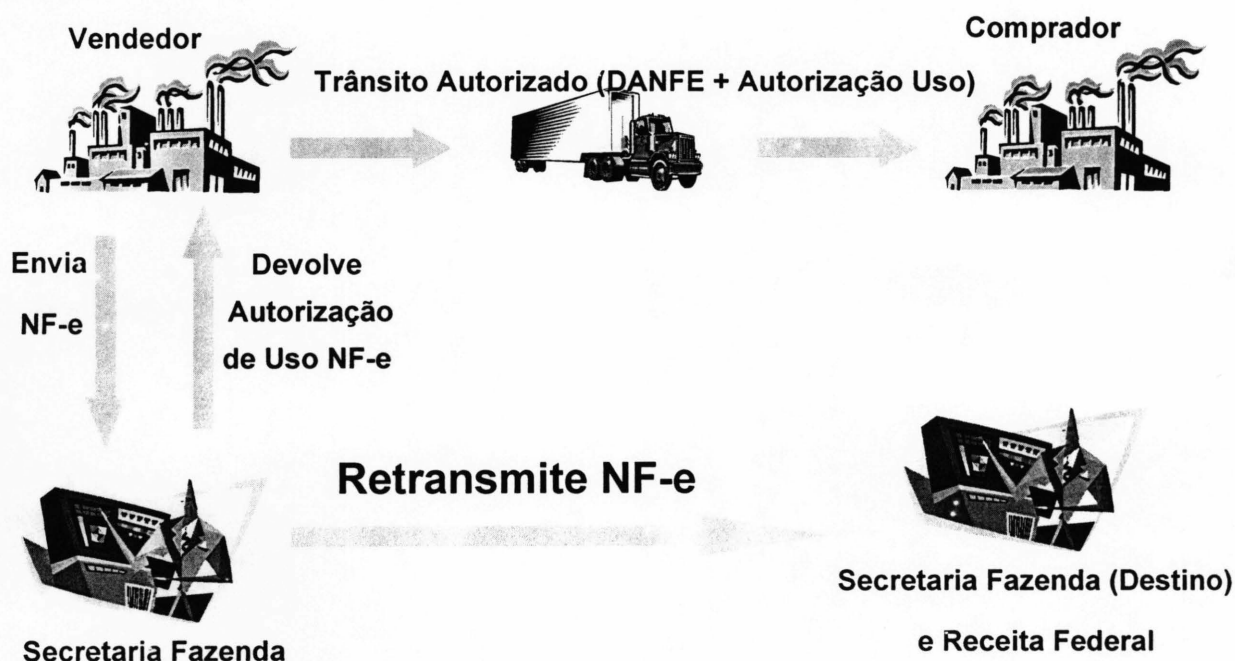 Vendedor
Comprador
Trânsito Autorizado (DANFE + Autorização Uso)
Envia
NF-e
Devolve
Autorização
de Uso NF-e
Retransmite NF-e
Secretaria Fazenda
Secretaria Fazenda (Destino)
e Receita Federal